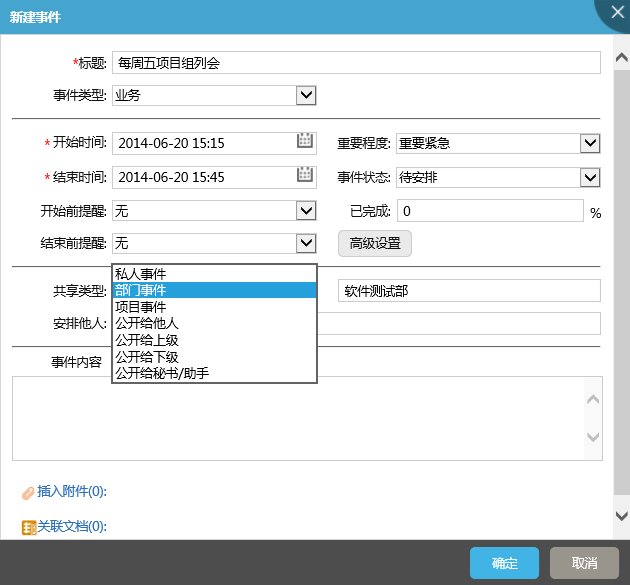 新建事件
*标题: 每周五项目组列会
事件类型: 业务
*开始时间: 2014-06-20 15:15 重要程度: 重要紧急
*结束时间: 2014-06-20 15:45 事件状态: 待安排
开始前提醒: 无 已完成: 0 %
结束前提醒: 无 高级设置
共享类型: 软件测试部
私人事件
部门事件
项目事件
公开给他人
公开给上级
公开给下级
公开给秘书/助手
安排他人:
事件内容
插入附件(0):
关联文档(0):
确定 取消